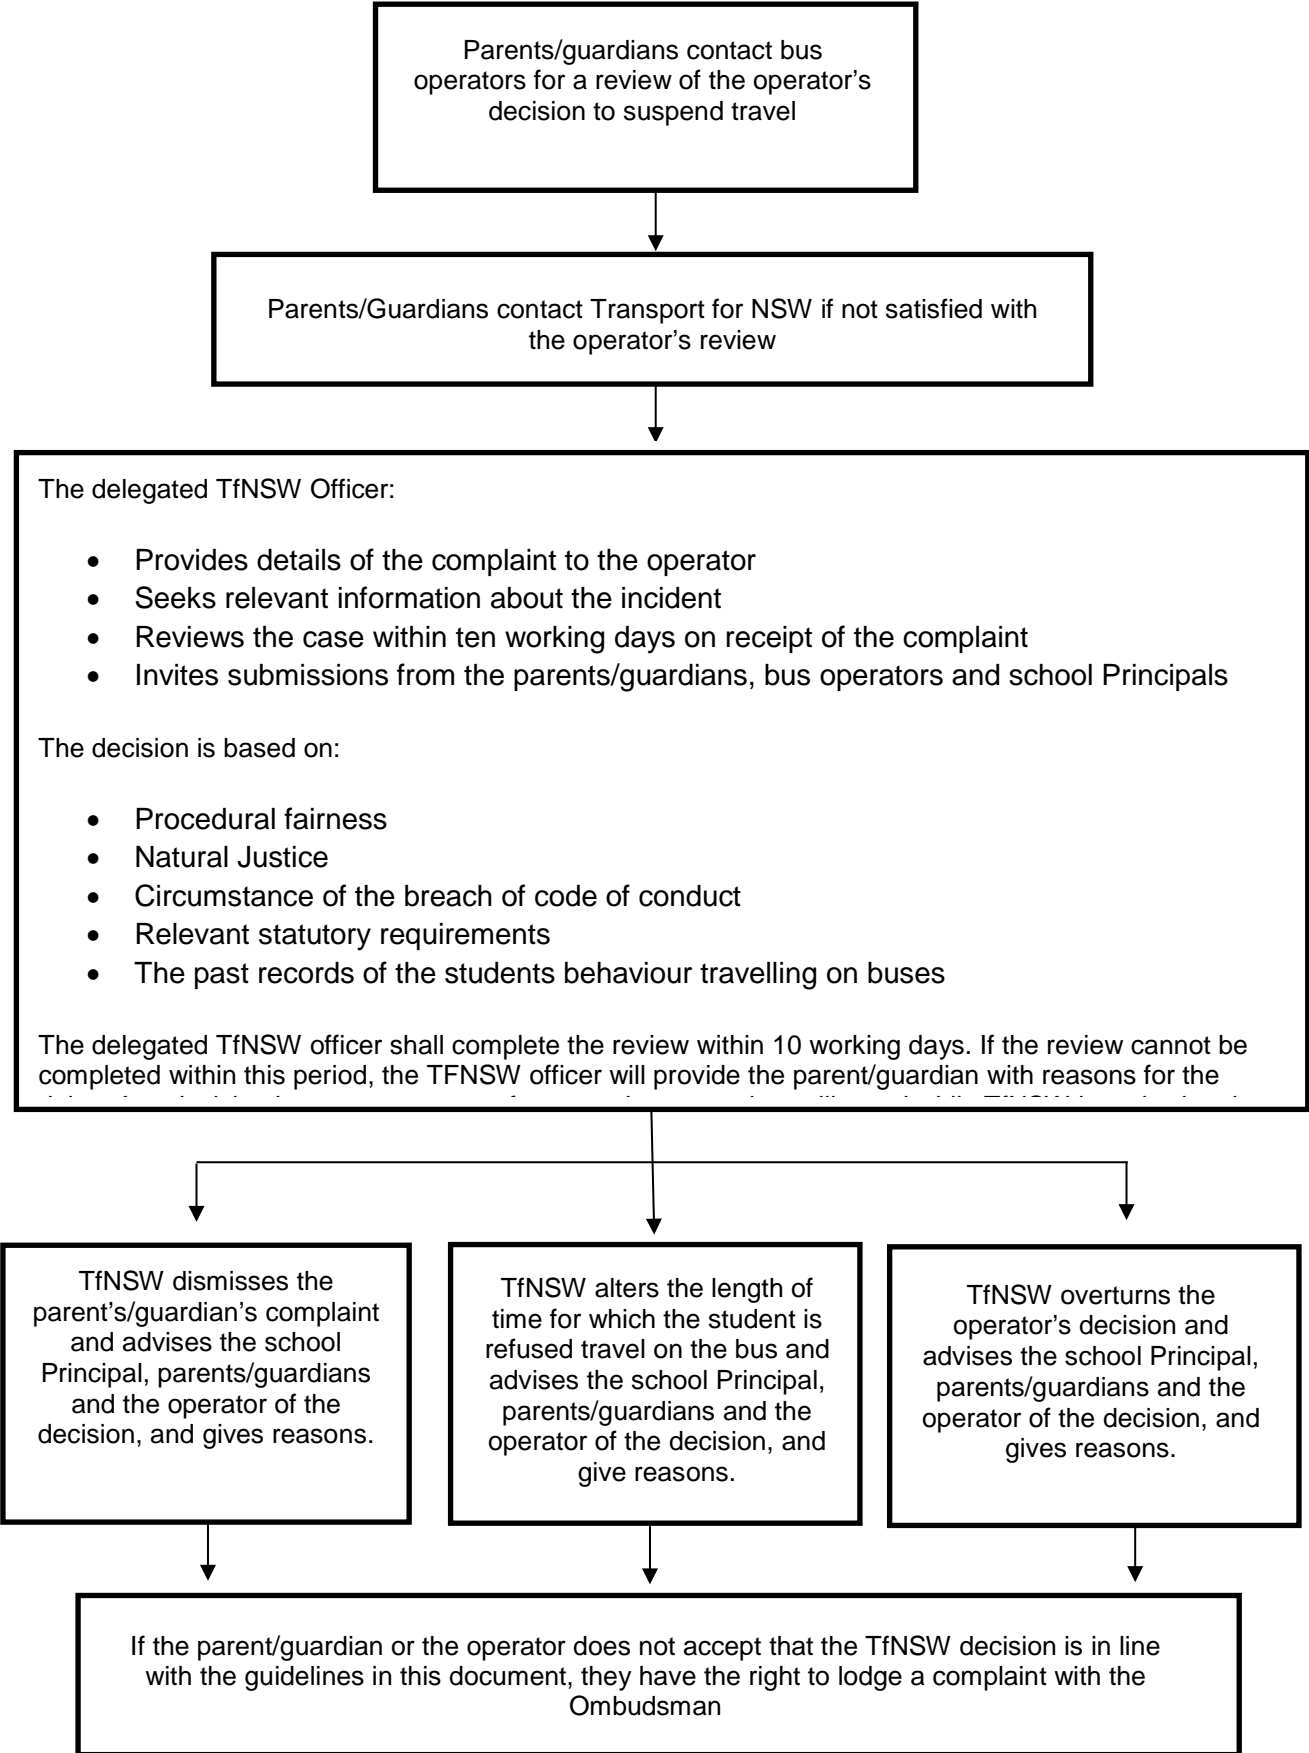 Parents/guardians contact bus
operators for a review of the operator's
decision to suspend travel
Parents/Guardians contact Transport for NSW if not satisfied with
the operator's review
The delegated TfNSW Officer:
• Provides details of the complaint to the operator
• Seeks relevant information about the incident
• Reviews the case within ten working days on receipt of the complaint
• Invites submissions from the parents/guardians, bus operators and school Principals
The decision is based on:
• Procedural fairness
• Natural Justice
• Circumstance of the breach of code of conduct
• Relevant statutory requirements
• The past records of the students behaviour travelling on buses
The delegated TfNSW officer shall complete the review within 10 working days. If the review cannot be
completed within this period, the TFNSW officer will provide the parent/guardian with reasons for the
TfNSW dismisses the
parent's/guardian's complaint
and advises the school
Principal, parents/guardians
and the operator of the
decision, and gives reasons.
TfNSW alters the length of
time for which the student is
refused travel on the bus and
advises the school Principal,
parents/guardians and the
operator of the decision, and
give reasons.
TfNSW overturns the
operator's decision and
advises the school Principal,
parents/guardians and the
operator of the decision, and
gives reasons.
If the parent/guardian or the operator does not accept that the TfNSW decision is in line
with the guidelines in this document, they have the right to lodge a complaint with the
Ombudsman